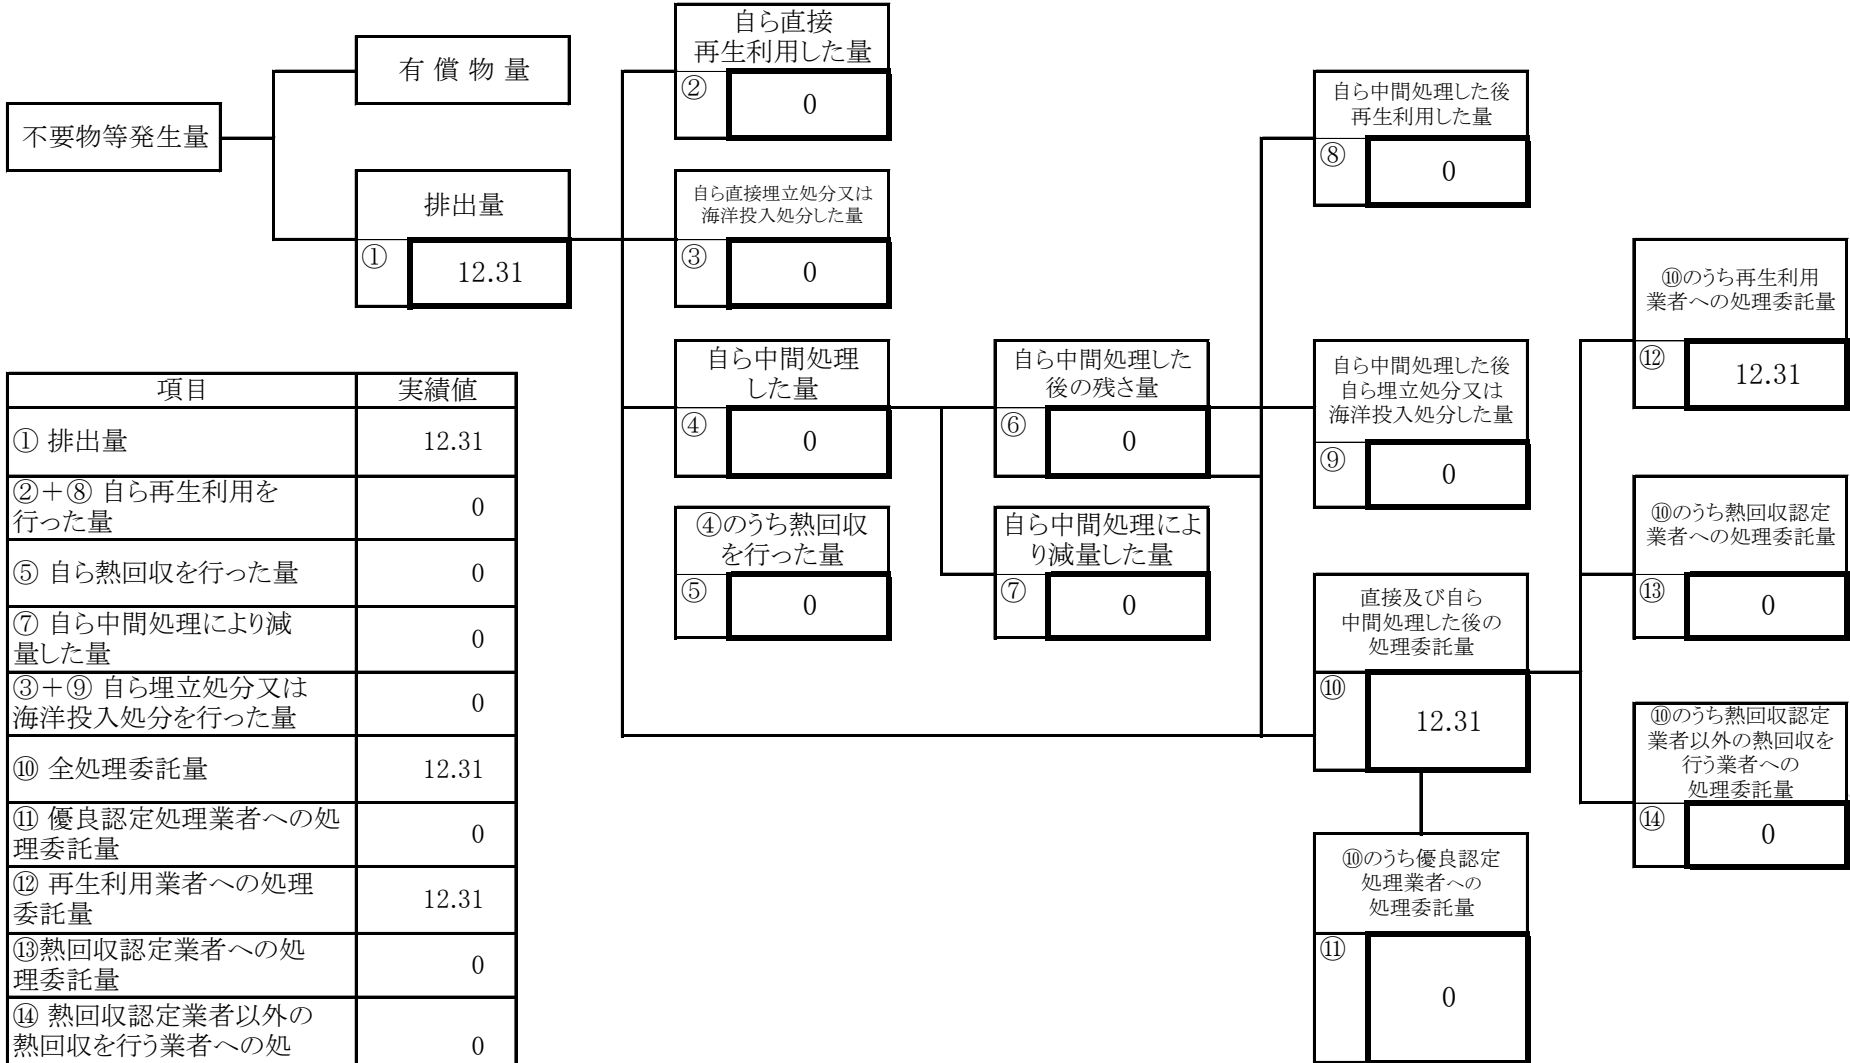 不要物等発生量
有 償 物 量
排出量
①
12.31
自ら直接
再生利用した量
②
0
自ら直接埋立処分又は
海洋投入処分した量
③
0
自ら中間処理
した量
④
0
④のうち熱回収
を行った量
⑤
0
自ら中間処理した
後の残さ量
⑥
0
自ら中間処理によ
り減量した量
⑦
0
自ら中間処理した後
再生利用した量
⑧
0
自ら中間処理した後
自ら埋立処分又は
海洋投入処分した量
⑨
0
直接及び自ら
中間処理した後の
処理委託量
⑩
12.31
⑩のうち優良認定
処理業者への
処理委託量
⑪
0
⑩のうち再生利用
業者への処理委託量
⑫
12.31
⑩のうち熱回収認定
業者への処理委託量
⑬
0
⑩のうち熱回収認定
業者以外の熱回収を
行う業者への
処理委託量
⑭
0
項目 実績値
① 排出量 12.31
②＋⑧ 自ら再生利用を
行った量 0
⑤ 自ら熱回収を行った量 0
⑦ 自ら中間処理により減
量した量 0
③＋⑨ 自ら埋立処分又は
海洋投入処分を行った量 0
⑩ 全処理委託量 12.31
⑪ 優良認定処理業者への処
理委託量 0
⑫ 再生利用業者への処理
委託量 12.31
⑬熱回収認定業者への処
理委託量 0
⑭ 熱回収認定業者以外の
熱回収を行う業者への処 0